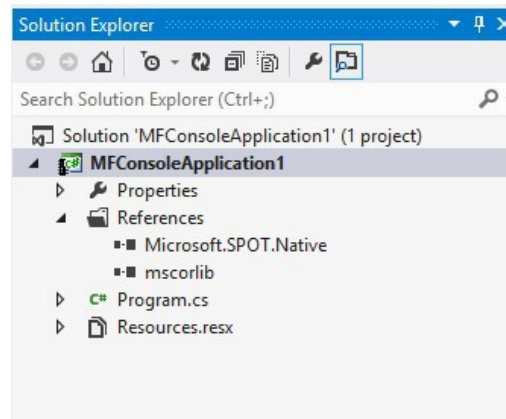 Solution Explorer
Search Solution Explorer (Ctrl+;)
Solution 'MFConsoleApplication1' (1 project)
C# MFConsoleApplication1
Properties
References
Microsoft.SPOT.Native
mscorlib
C# Program.cs
Resources.resx